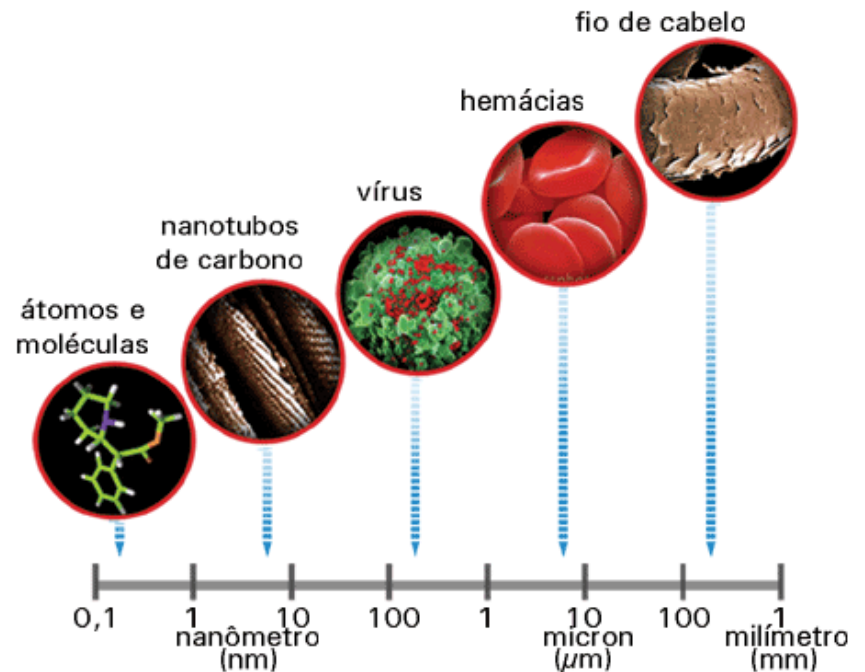 fio de cabelo
hemácias
vírus
nanotubos
de carbono
átomos e
moléculas
0,1 1 10 100 1 10 100 1
nanômetro mícron milímetro
(nm) (µm) (mm)